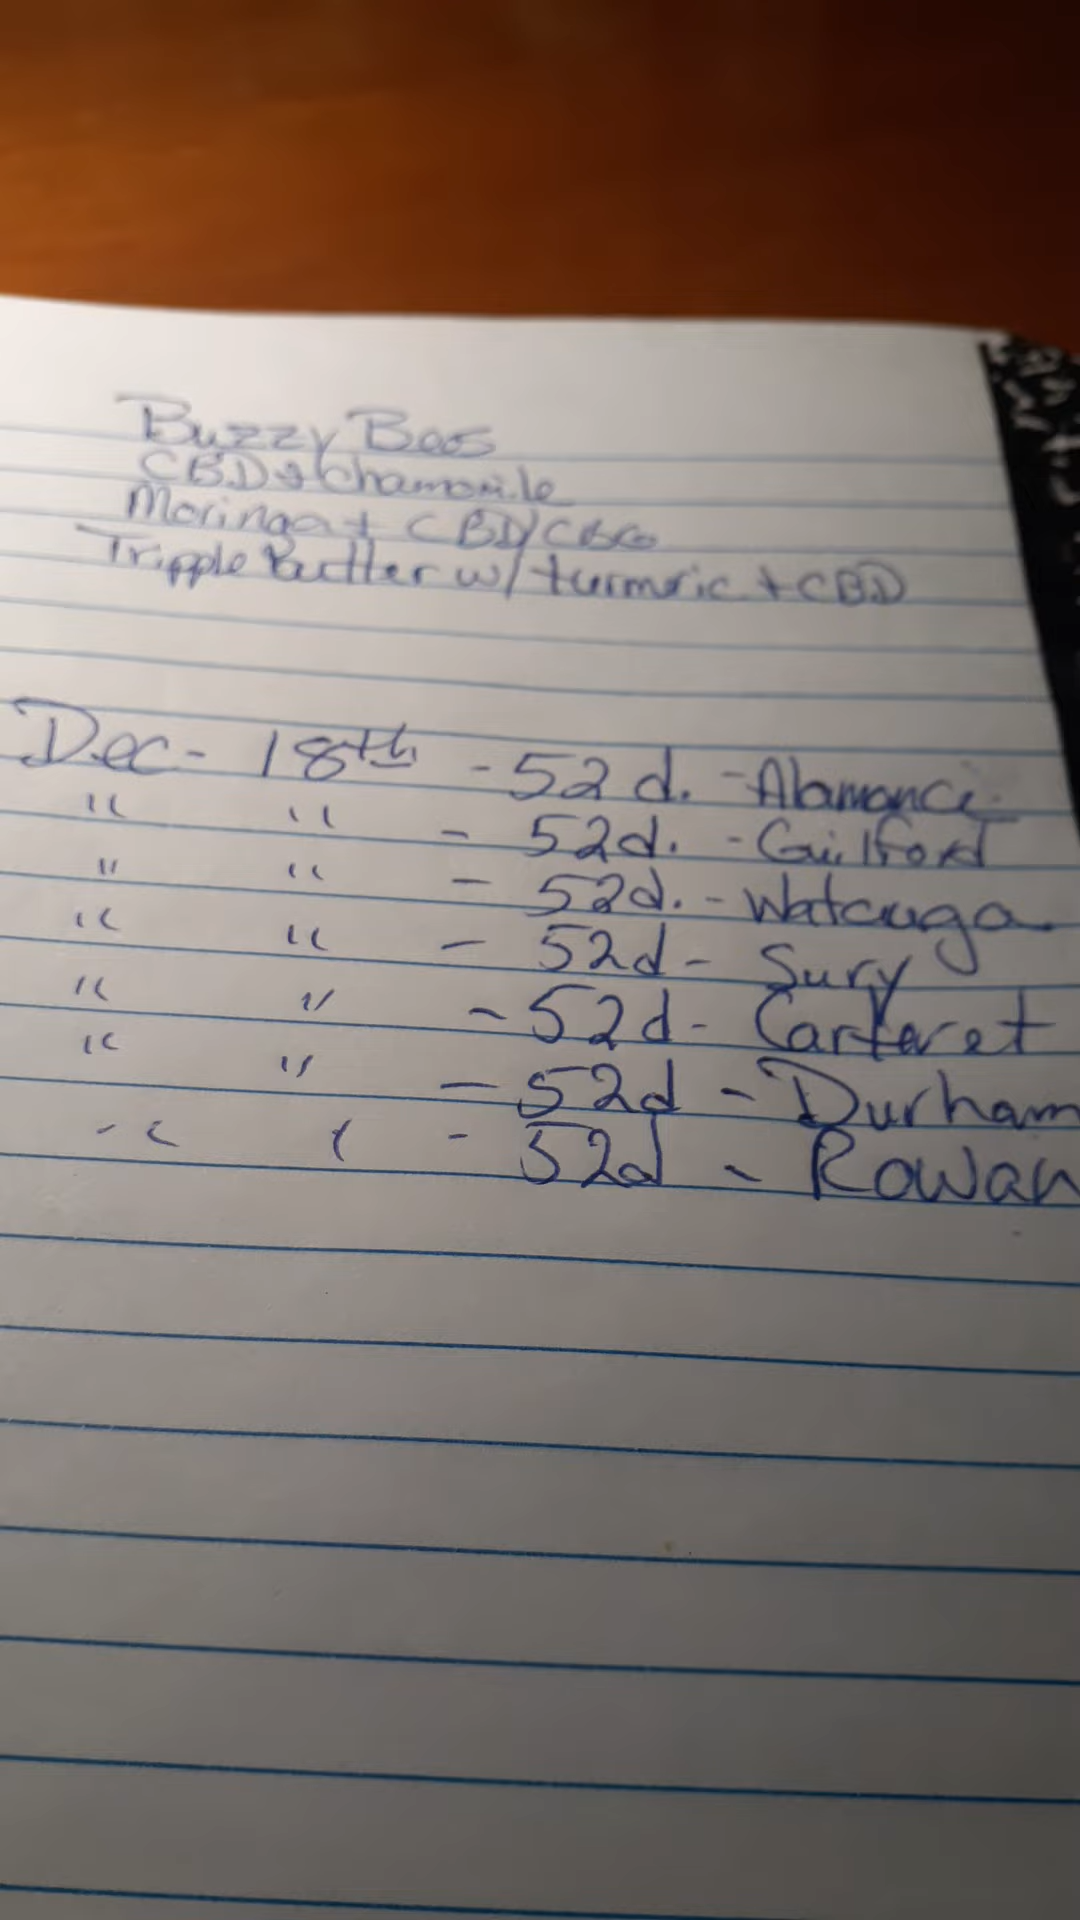 Buzzy Bees
CBD & Chamomile
Moringa + CBD/CBG
Tripple Butter w/ turmeric + CBD
Dec - 18th - 52 d. - Alamance
" " - 52d. - Guilford
" " - 52d. - Watauga
" " - 52d - Sury
" " - 52d - Carteret
" " - 52d - Durham
" " - 52d - Rowan